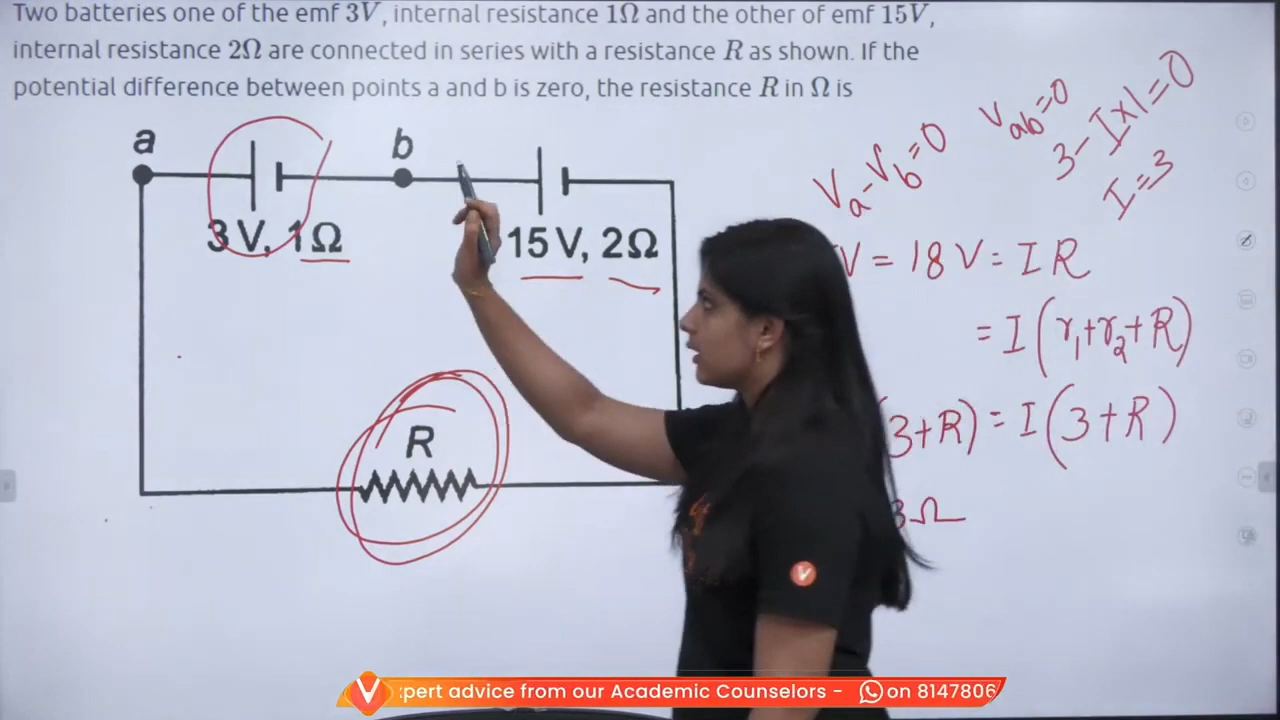 Two batteries one of the emf 3V, internal resistance 1Ω and the other of emf 15V,
internal resistance 2Ω are connected in series with a resistance R as shown. If the
potential difference between points a and b is zero, the resistance R in Ω is
a
b
3V, 1Ω
15V, 2Ω
R
Va-Vb=0
Vab=0
3-I×1=0
I=3
V = 18V = IR
= I(r₁+r₂+R)
(3+R) = I(3+R)
3Ω
pert advice from our Academic Counselors - on 8147806